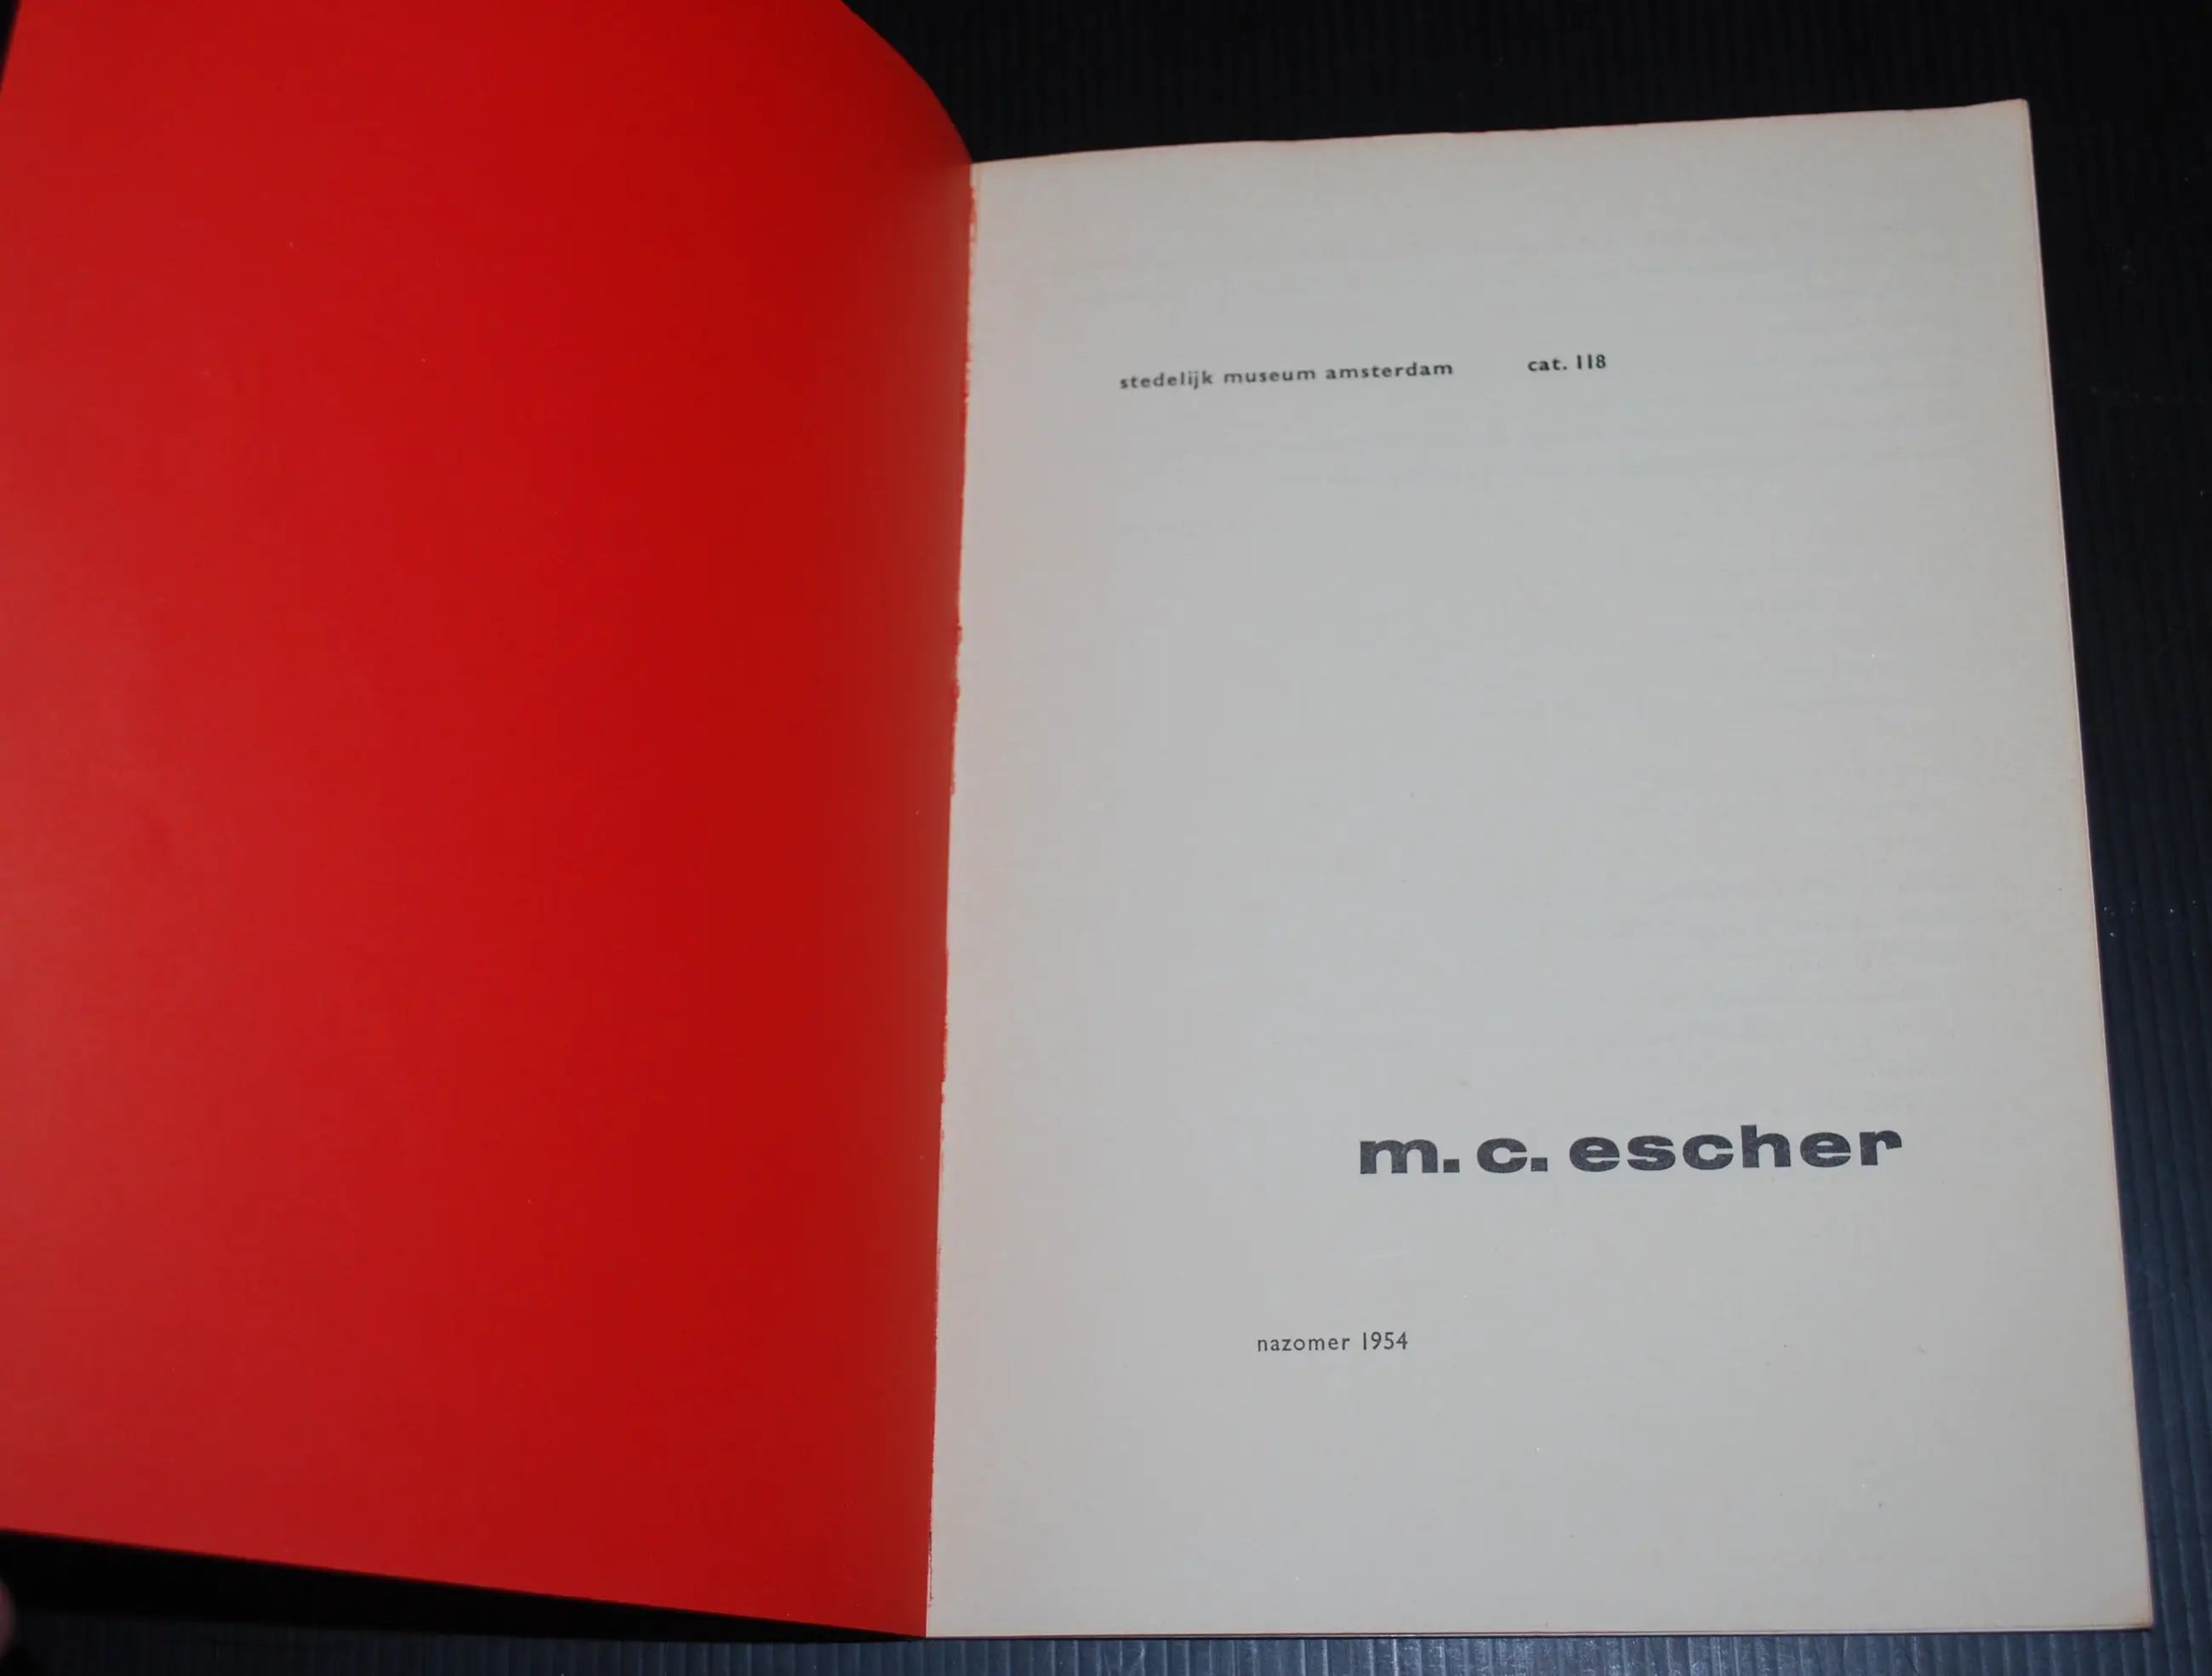 stedelijk museum amsterdam cat. 118
m. c. escher
nazomer 1954